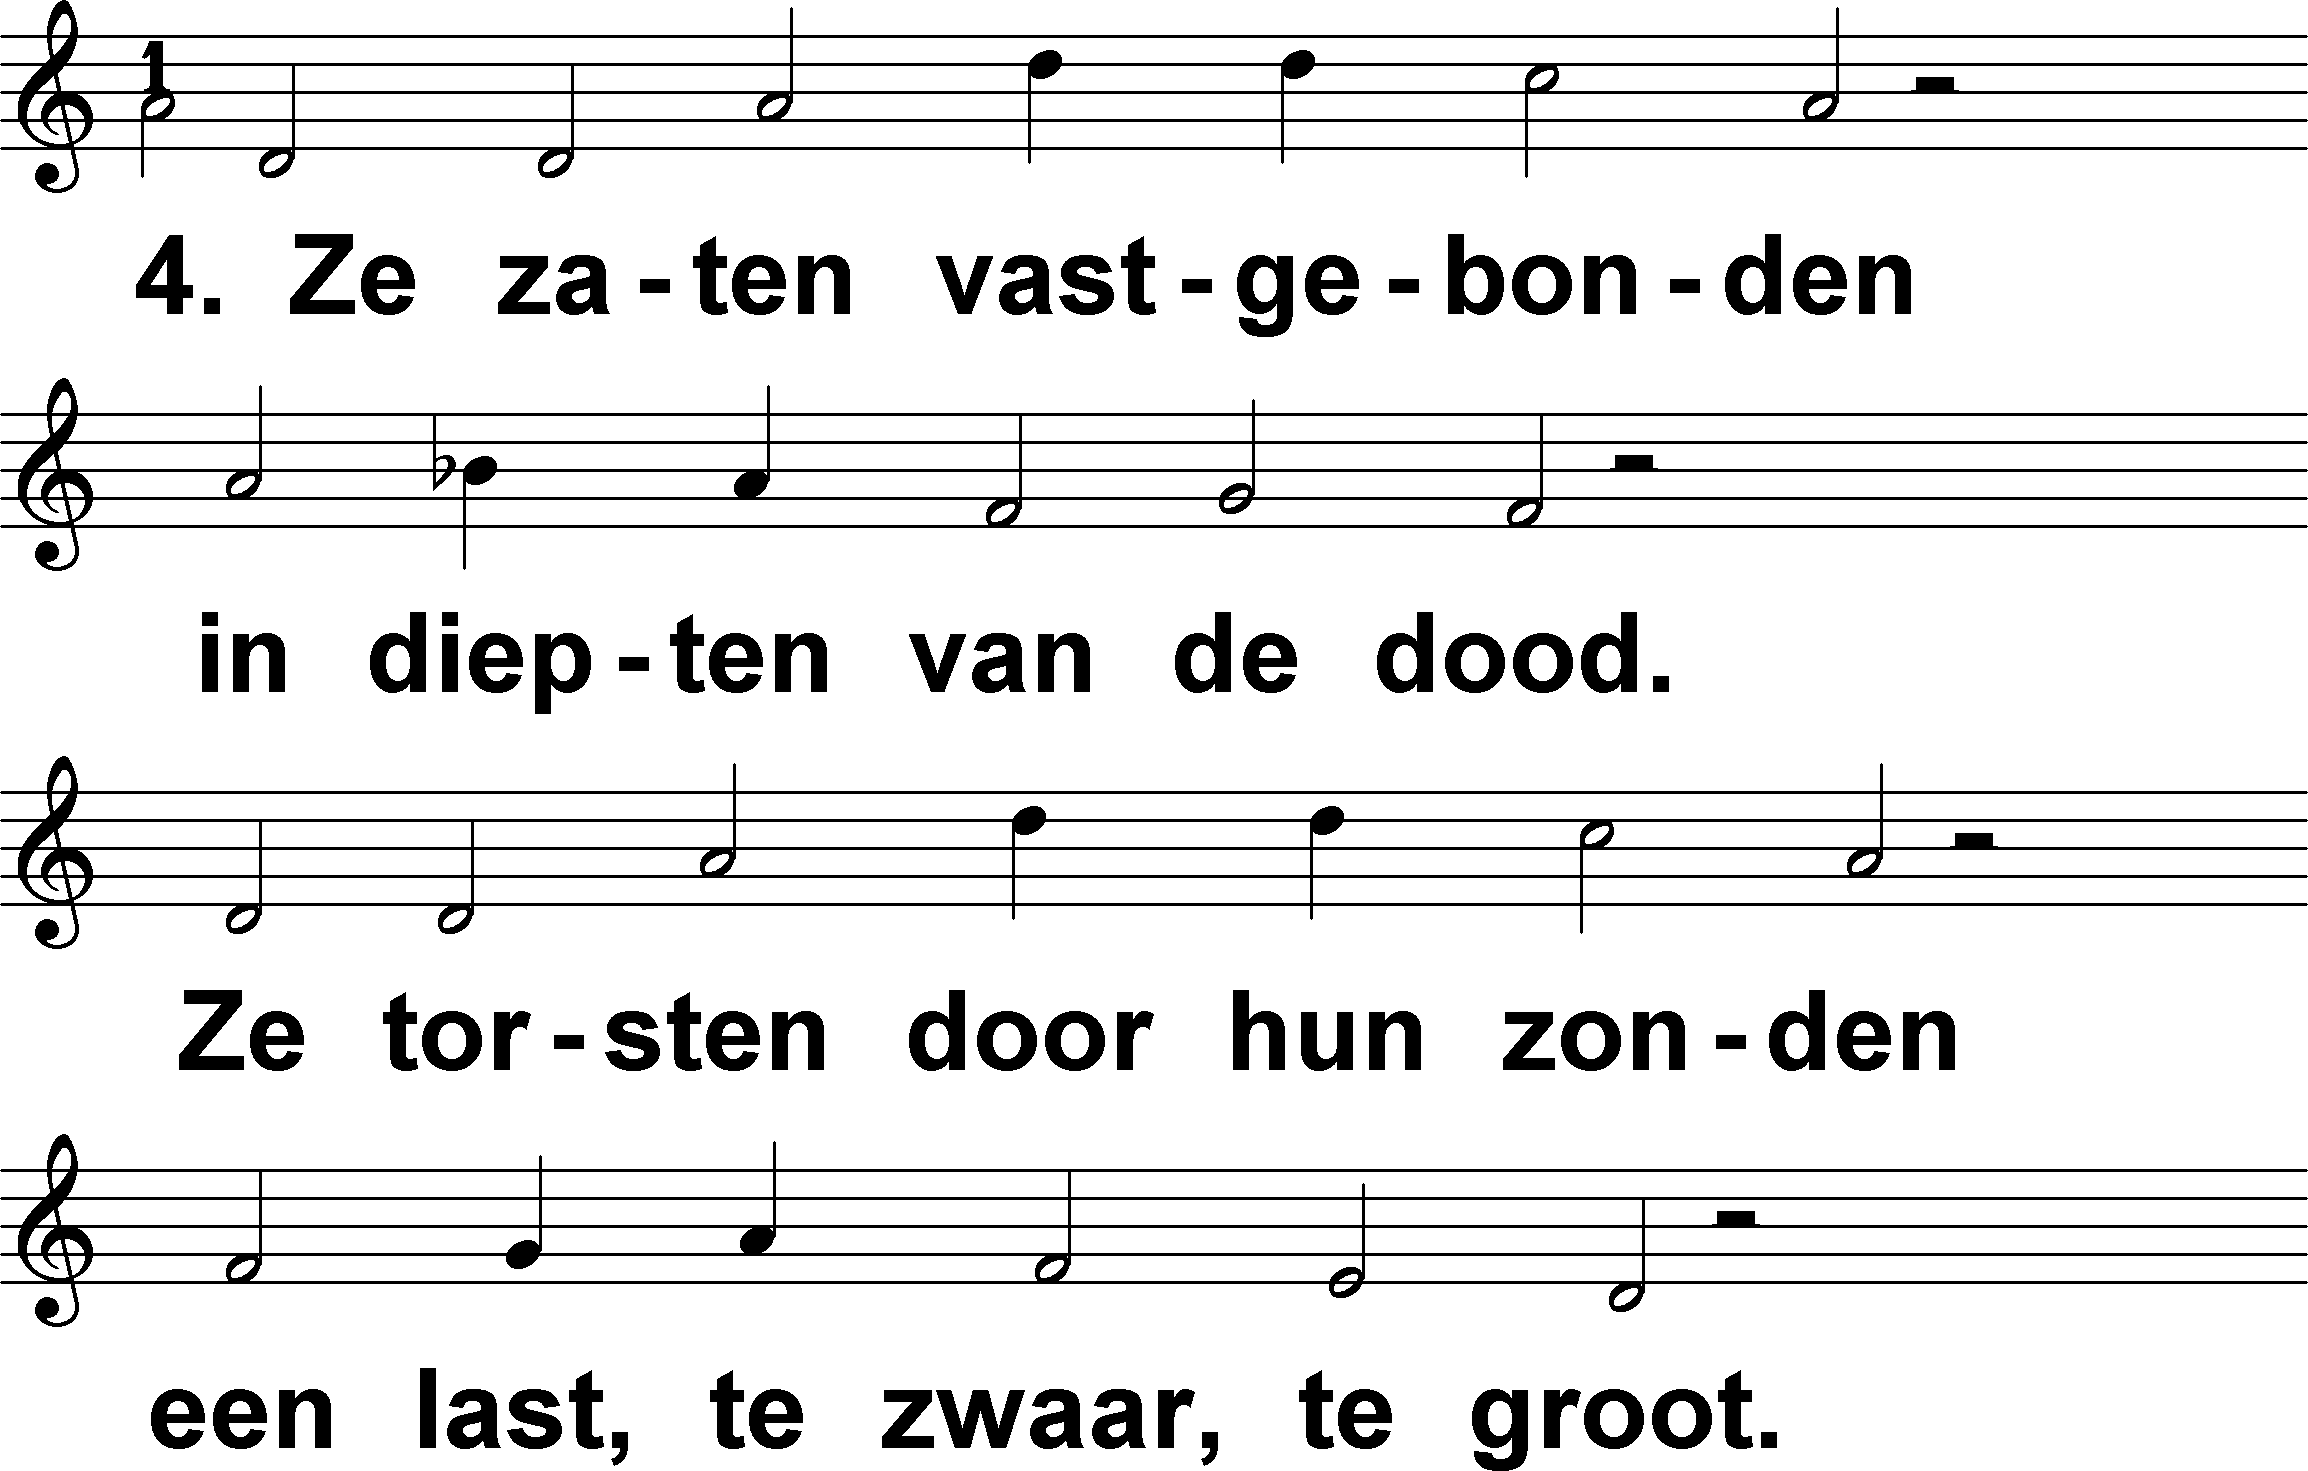 1
4. Ze za - ten vast - ge - bon - den
in diep - ten van de dood.
Ze tor - sten door hun zon - den
een last, te zwaar, te groot.